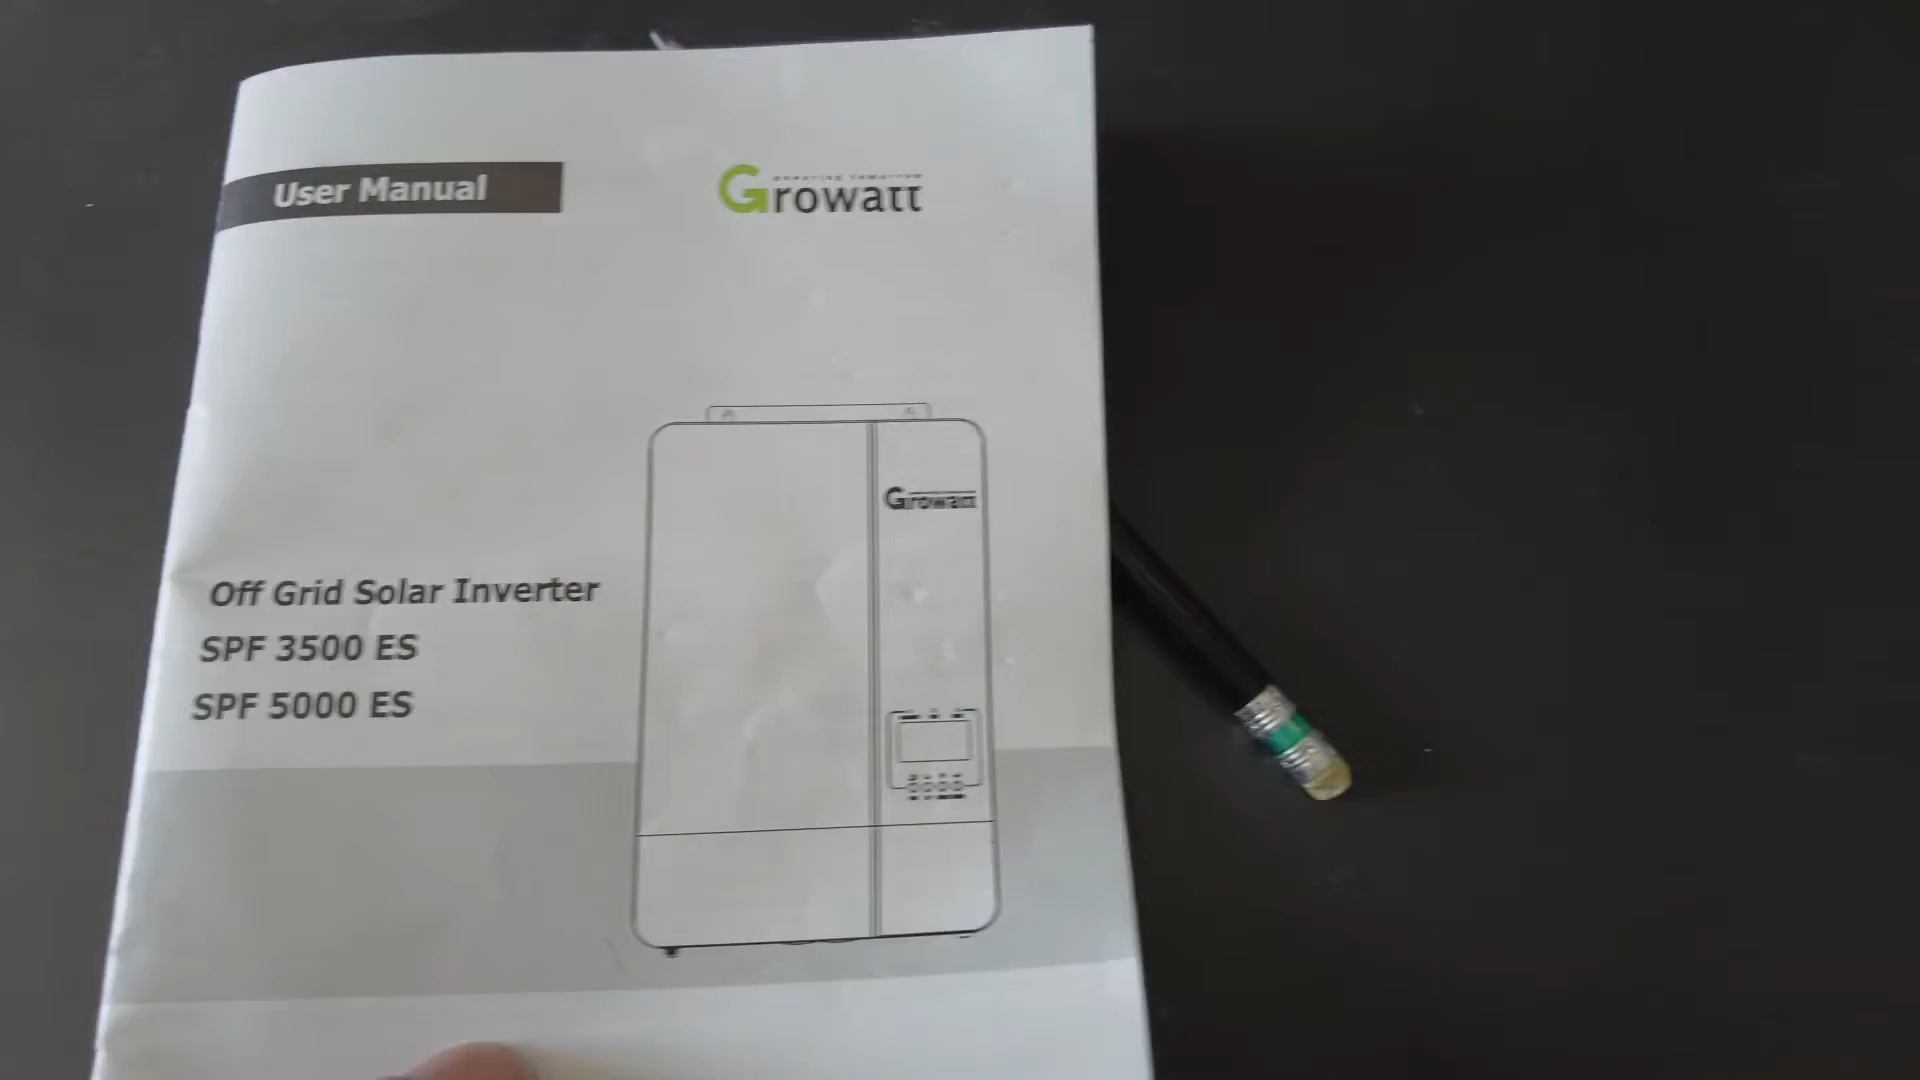 User Manual
Growatt
Off Grid Solar Inverter
SPF 3500 ES
SPF 5000 ES
Growatt